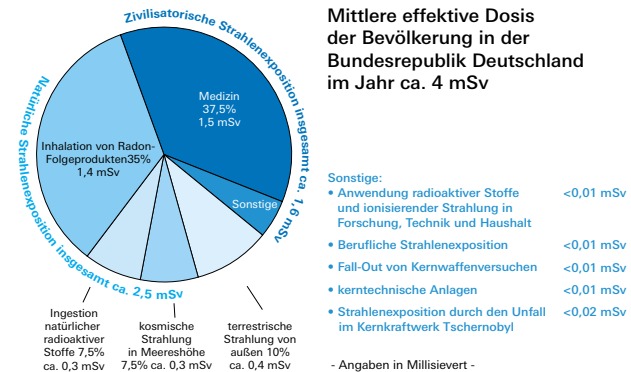 Zivilisatorische Strahlenexposition insgesamt ca. 1,6 mSv
Natürliche Strahlenexposition insgesamt ca. 2,5 mSv
Medizin
37,5%
1,5 mSv
Inhalation von Radon-
Folgeprodukten35%
1,4 mSv
Sonstige
Ingestion
natürlicher
radioaktiver
Stoffe 7,5%
ca. 0,3 mSv
kosmische
Strahlung
in Meereshöhe
7,5% ca. 0,3 mSv
terrestrische
Strahlung von
außen 10%
ca. 0,4 mSv
Mittlere effektive Dosis
der Bevölkerung in der
Bundesrepublik Deutschland
im Jahr ca. 4 mSv
Sonstige:
• Anwendung radioaktiver Stoffe <0,01 mSv
und ionisierender Strahlung in
Forschung, Technik und Haushalt
• Berufliche Strahlenexposition <0,01 mSv
• Fall-Out von Kernwaffenversuchen <0,01 mSv
• kerntechnische Anlagen <0,01 mSv
• Strahlenexposition durch den Unfall <0,02 mSv
im Kernkraftwerk Tschernobyl
- Angaben in Millisievert -